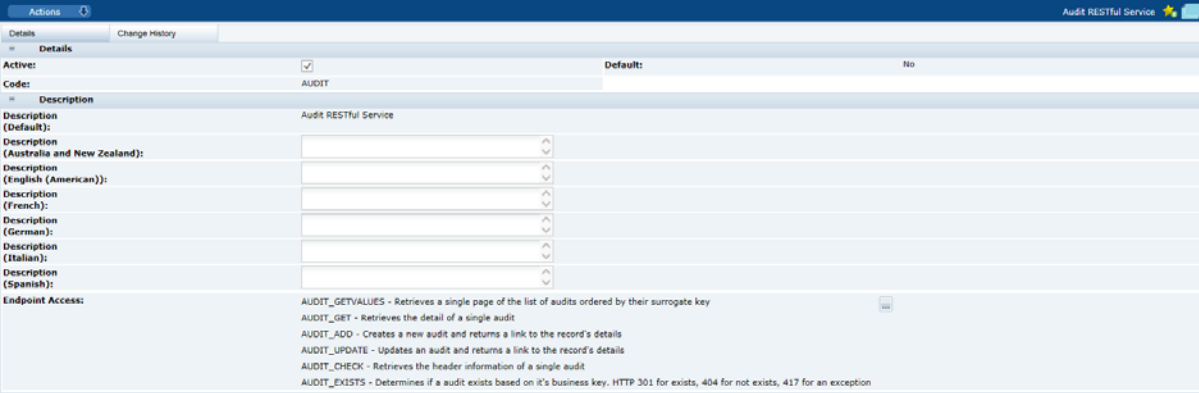 Actions
Audit RESTful Service
Details
Change History
Details
Active:
Default:
No
Code:
AUDIT
Description
Description
(Default):
Audit RESTful Service
Description
(Australia and New Zealand):
Description
(English (American)):
Description
(French):
Description
(German):
Description
(Italian):
Description
(Spanish):
Endpoint Access:
AUDIT_GETVALUES - Retrieves a single page of the list of audits ordered by their surrogate key
...
AUDIT_GET - Retrieves the detail of a single audit
AUDIT_ADD - Creates a new audit and returns a link to the record's details
AUDIT_UPDATE - Updates an audit and returns a link to the record's details
AUDIT_CHECK - Retrieves the header information of a single audit
AUDIT_EXISTS - Determines if a audit exists based on it's business key. HTTP 301 for exists, 404 for not exists, 417 for an exception